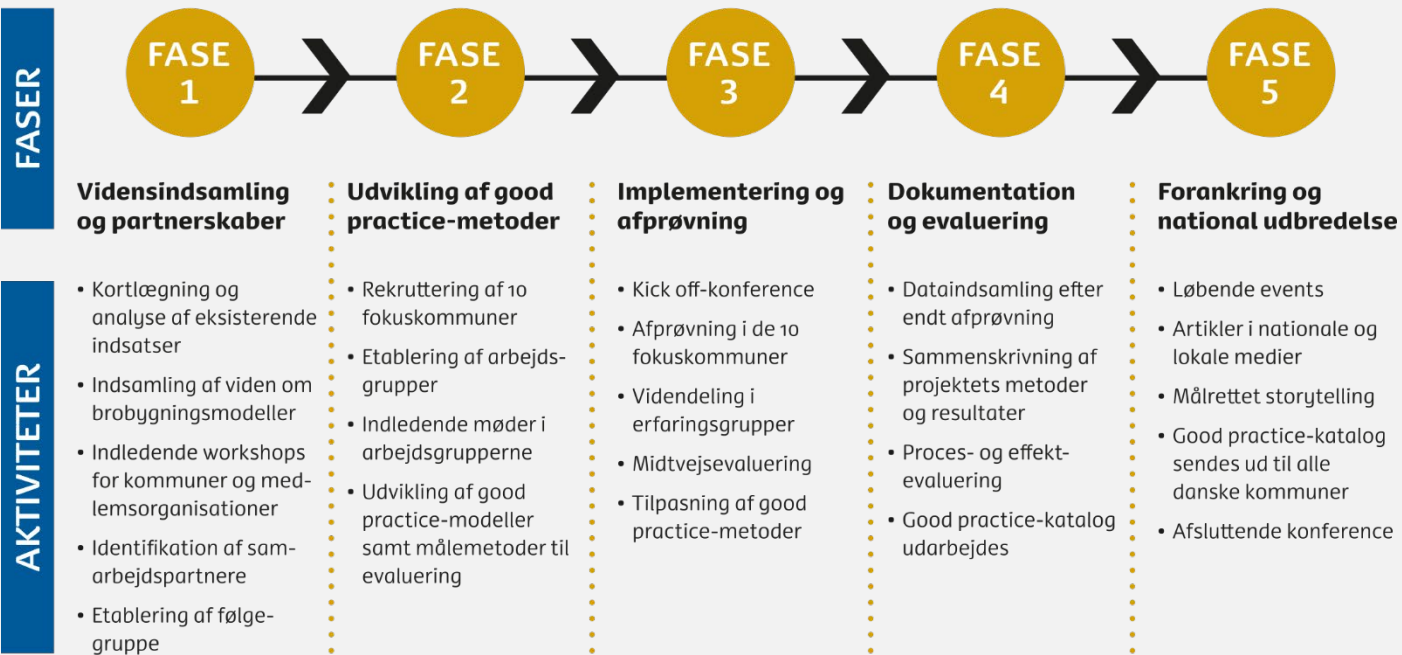 FASER
FASE
1
FASE
2
FASE
3
FASE
4
FASE
5
Vidensindsamling
og partnerskaber
Udvikling af good
practice-metoder
Implementering og
afprøvning
Dokumentation
og evaluering
Forankring og
national udbredelse
AKTIVITETER
• Kortlægning og
analyse af eksisterende
indsatser
• Indsamling af viden om
brobygningsmodeller
• Indledende workshops
for kommuner og med-
lemsorganisationer
• Identifikation af sam-
arbejdspartnere
• Etablering af følge-
gruppe
• Rekruttering af 10
fokuskommuner
• Etablering af arbejds-
grupper
• Indledende møder i
arbejdsgrupperne
• Udvikling af good
practice-modeller
samt målemetoder til
evaluering
• Kick off-konference
• Afprøvning i de 10
fokuskommuner
• Videndeling i
erfaringsgrupper
• Midtvejsevaluering
• Tilpasning af good
practice-metoder
• Dataindsamling efter
endt afprøvning
• Sammenskrivning af
projektets metoder
og resultater
• Proces- og effekt-
evaluering
• Good practice-katalog
udarbejdes
• Løbende events
• Artikler i nationale og
lokale medier
• Målrettet storytelling
• Good practice-katalog
sendes ud til alle
danske kommuner
• Afsluttende konference